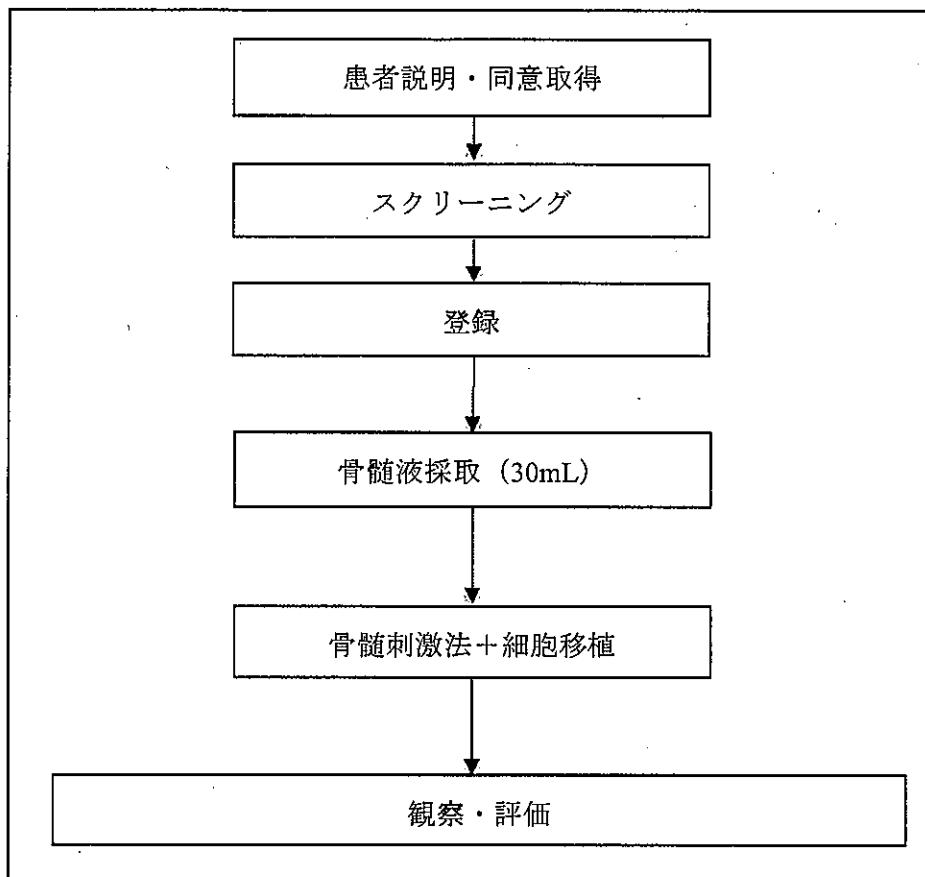 患者説明・同意取得
スクリーニング
登録
骨髄液採取（30mL）
骨髄刺激法＋細胞移植
観察・評価